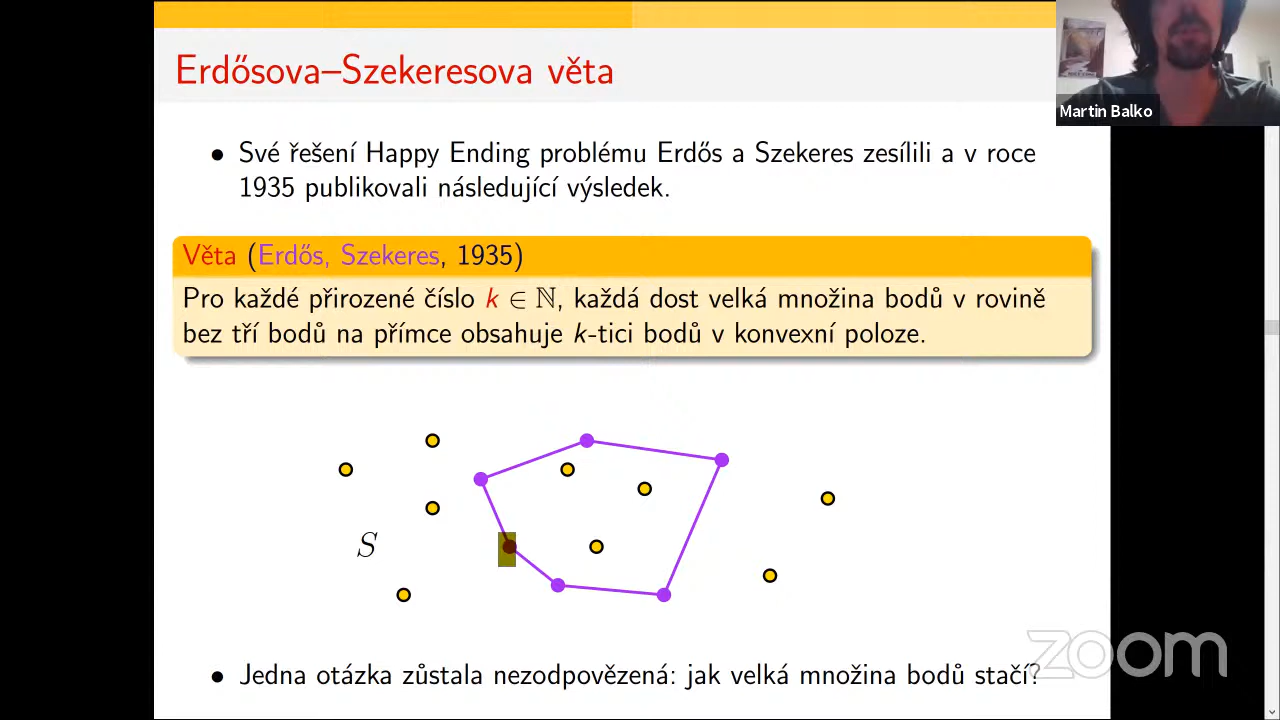 Erdősova–Szekeresova věta
Martin Balko
• Své řešení Happy Ending problému Erdős a Szekeres zesílili a v roce
1935 publikovali následující výsledek.
Věta (Erdős, Szekeres, 1935)
Pro každé přirozené číslo k ∈ ℕ, každá dost velká množina bodů v rovině
bez tří bodů na přímce obsahuje k-tici bodů v konvexní poloze.
S
• Jedna otázka zůstala nezodpovězená: jak velká množina bodů stačí?
zoom